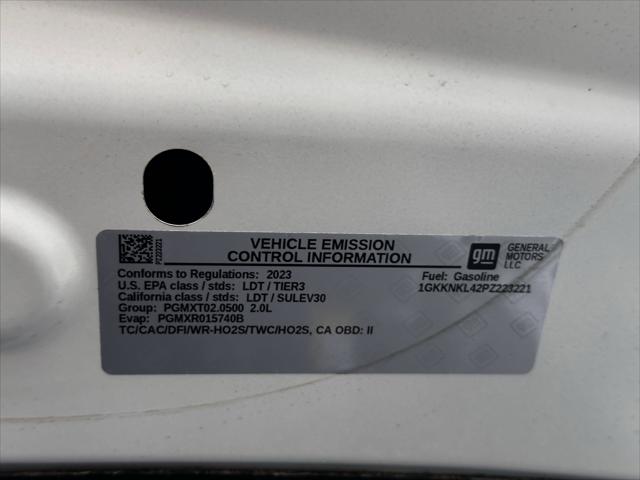 VEHICLE EMISSION
CONTROL INFORMATION
PZ223221
gm
GENERAL
MOTORS
LLC
Conforms to Regulations: 2023
Fuel: Gasoline
U.S. EPA class / stds: LDT / TIER3
1GKKNKL42PZ223221
California class / stds: LDT / SULEV30
Group: PGMXT02.0500 2.0L
Evap: PGMXR015740B
TC/CAC/DFI/WR-HO2S/TWC/HO2S, CA OBD: II